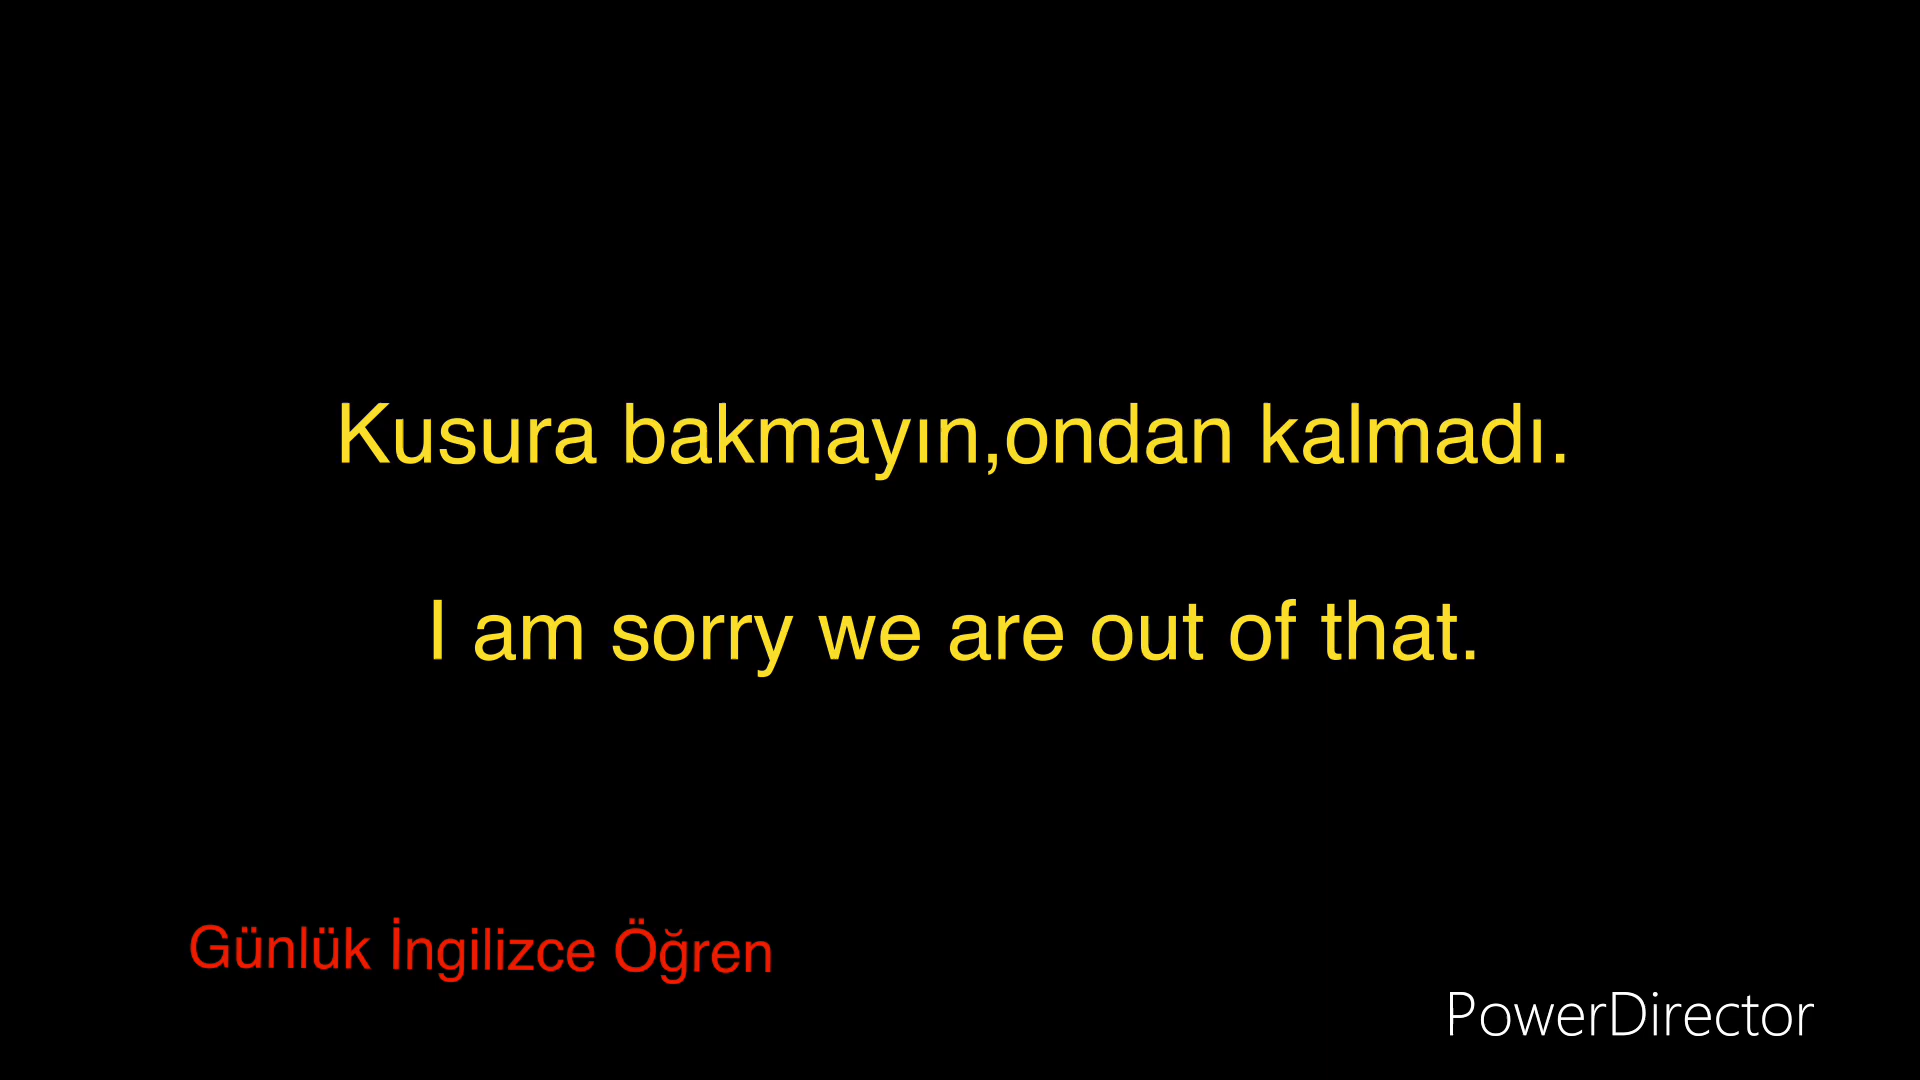 Kusura bakmayın,ondan kalmadı.
I am sorry we are out of that.
Günlük İngilizce Öğren
PowerDirector